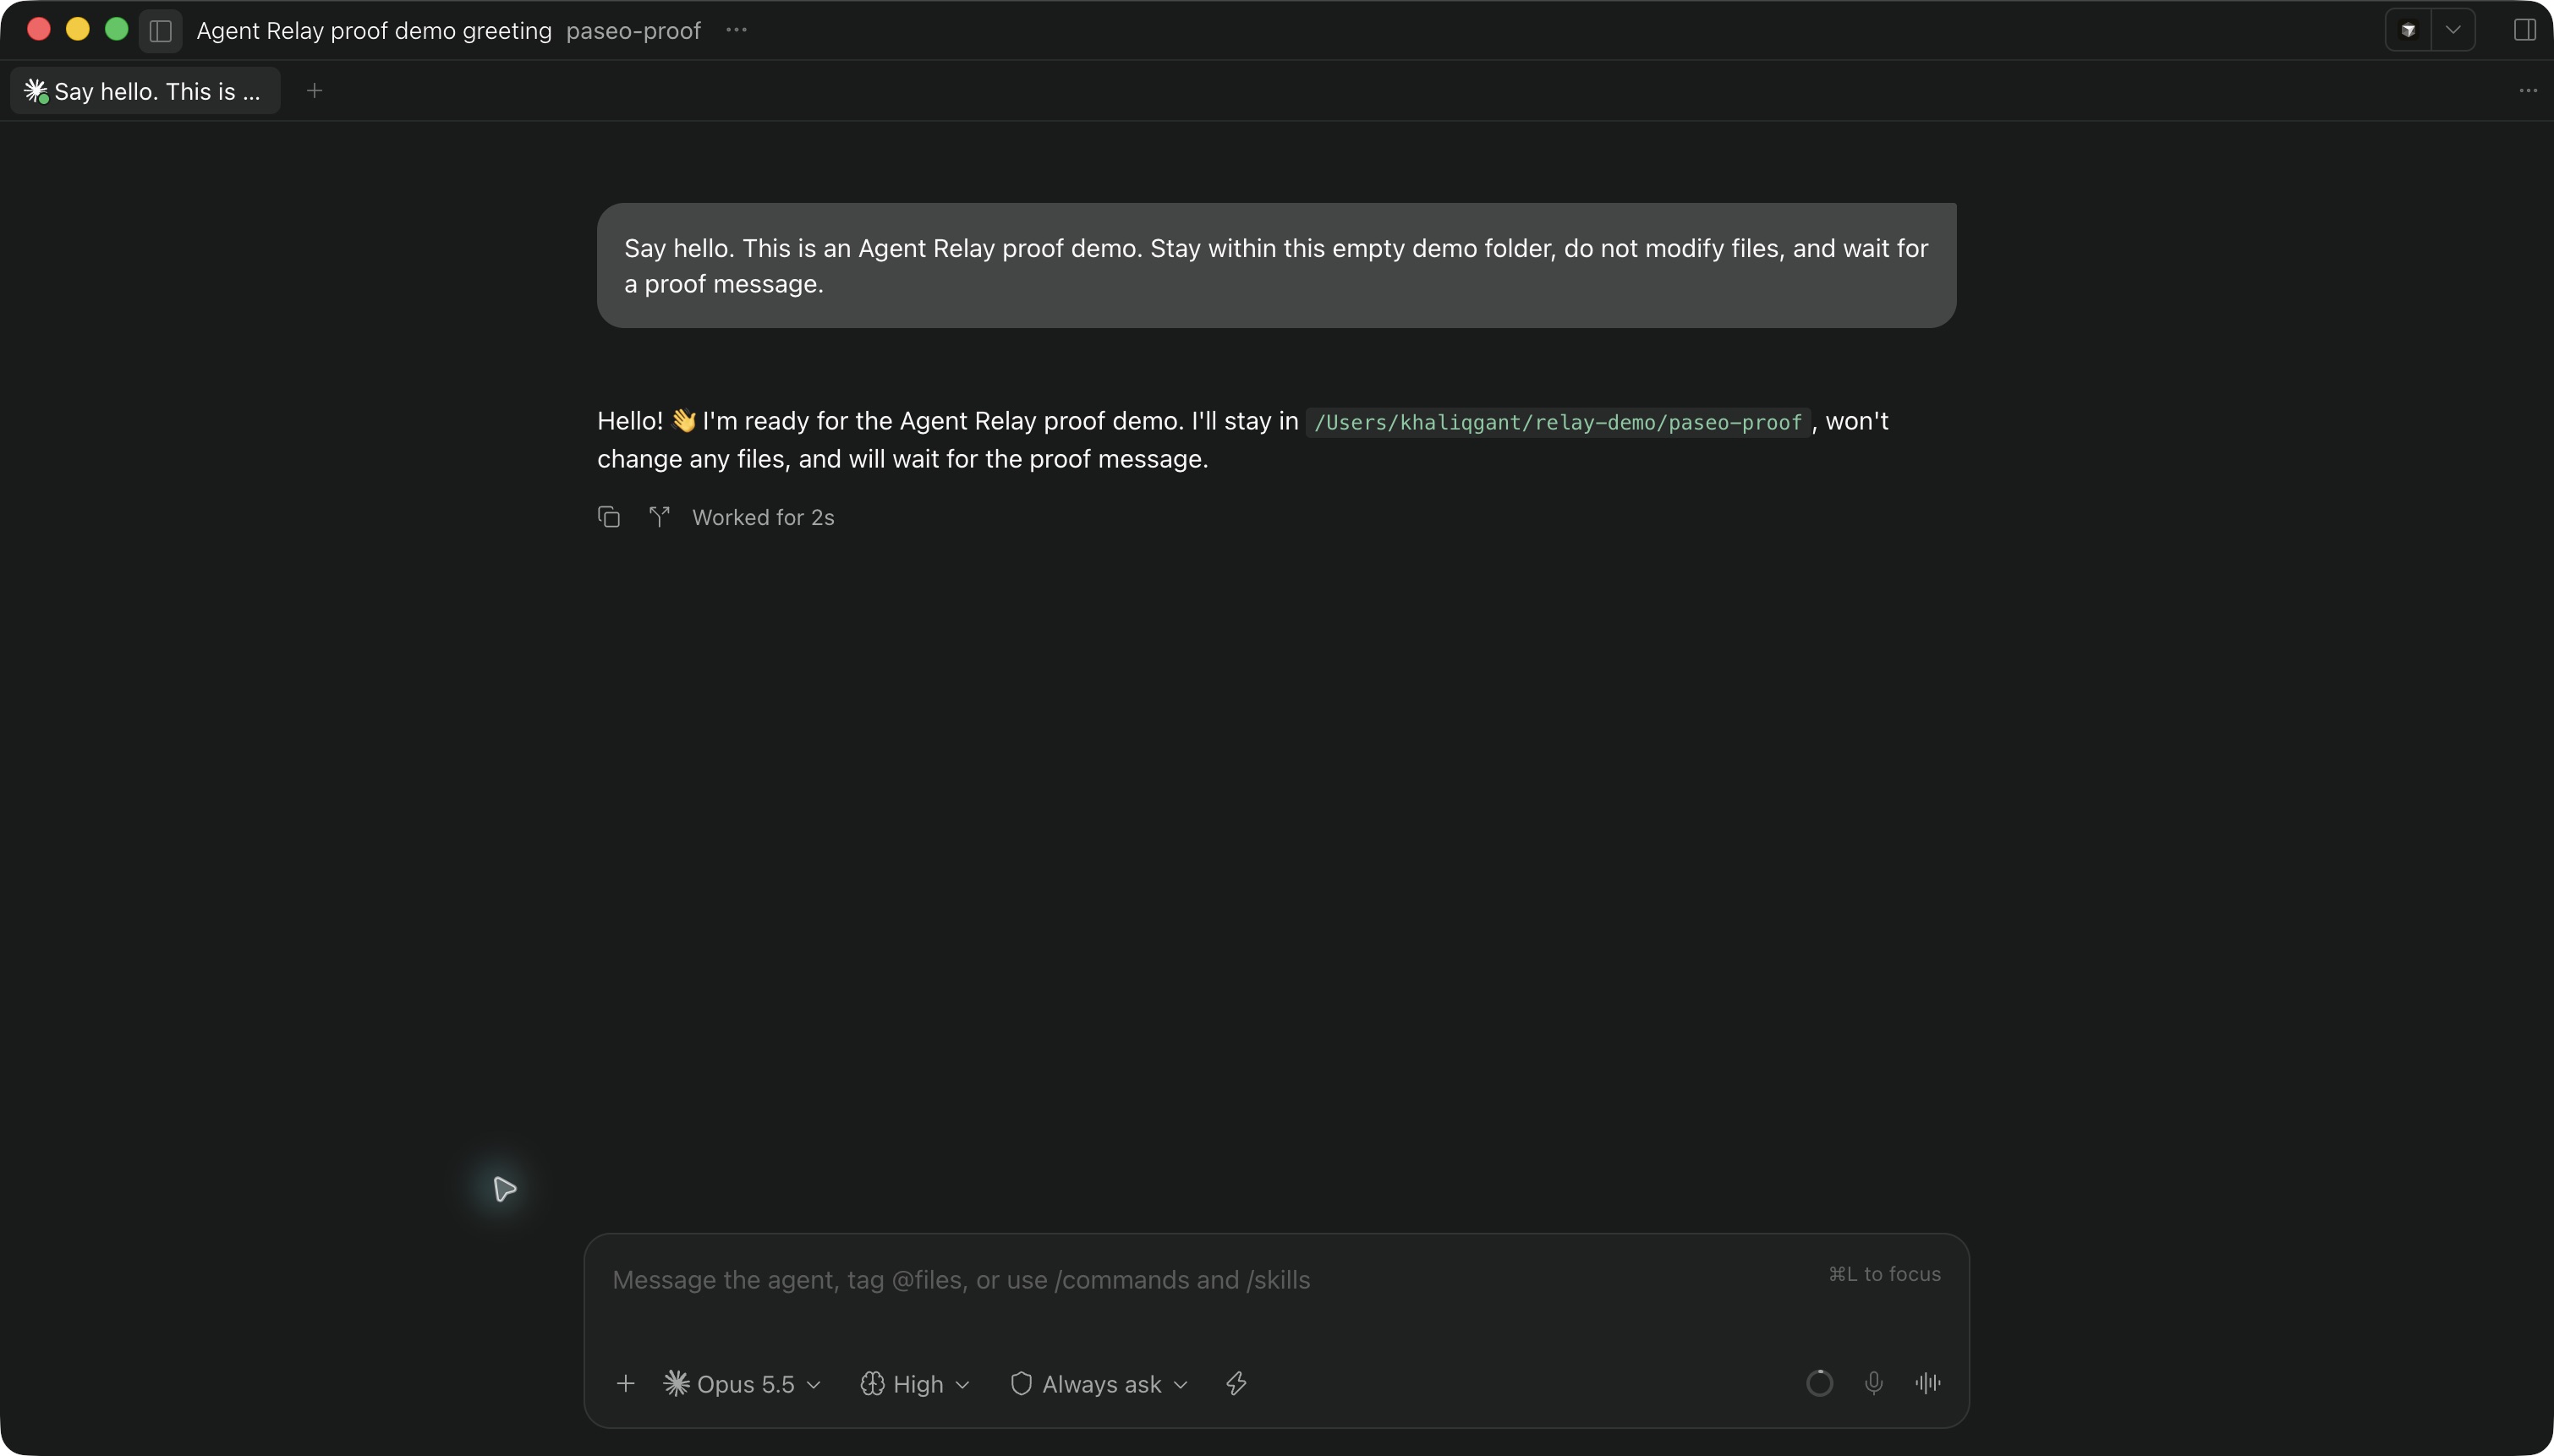 Agent Relay proof demo greeting paseo-proof
Say hello. This is ...
Say hello. This is an Agent Relay proof demo. Stay within this empty demo folder, do not modify files, and wait for
a proof message.
Hello! 👋 I'm ready for the Agent Relay proof demo. I'll stay in /Users/khaliqgant/relay-demo/paseo-proof, won't
change any files, and will wait for the proof message.
Worked for 2s
Message the agent, tag @files, or use /commands and /skills
⌘L to focus
Opus 5.5 High Always ask